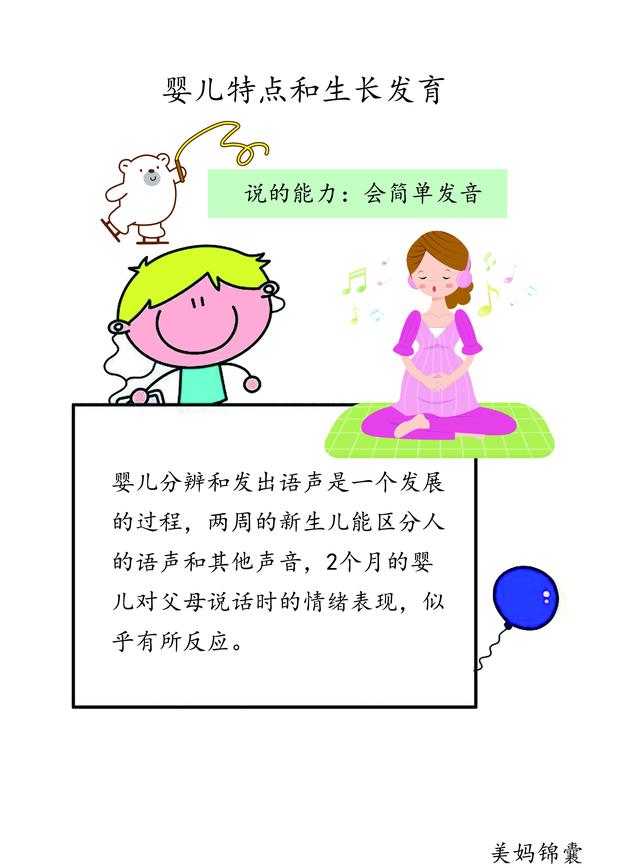 婴儿特点和生长发育
说的能力：会简单发音
婴儿分辨和发出语声是一个发展
的过程，两周的新生儿能区分人
的语声和其他声音，2个月的婴
儿对父母说话时的情绪表现，似
乎有所反应。
美妈锦囊